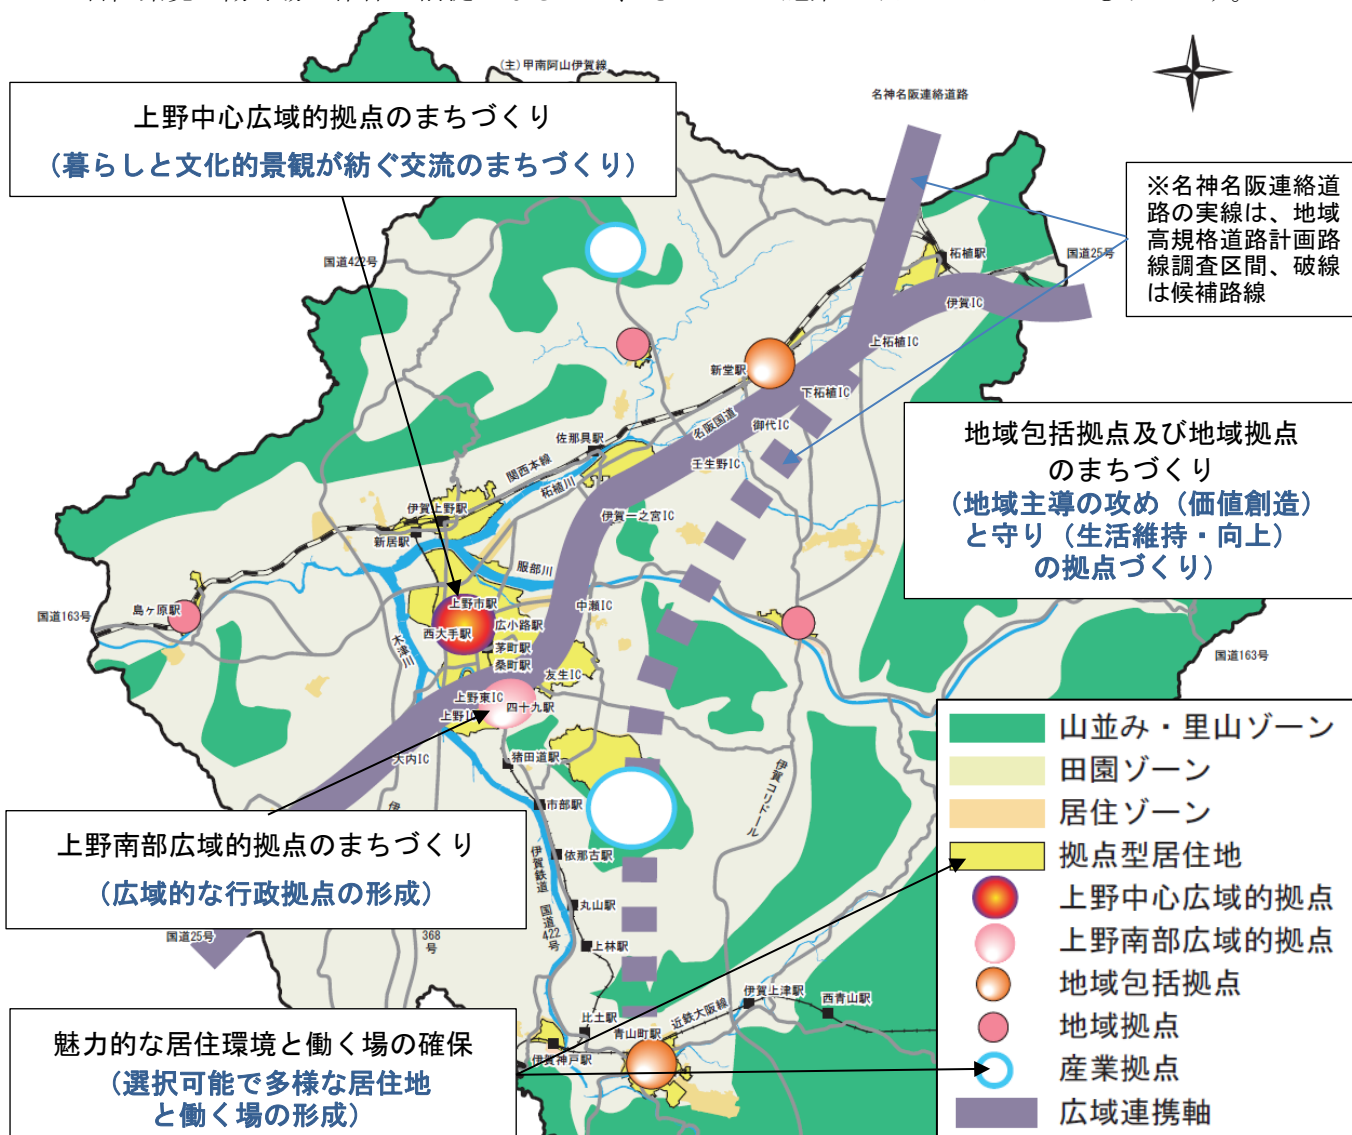 (主)甲南阿山伊賀線
名神名阪連絡道路
上野中心広域的拠点のまちづくり
（暮らしと文化的景観が紡ぐ交流のまちづくり）
※名神名阪連絡道
路の実線は、地域
高規格道路計画路
線調査区間、破線
は候補路線
国道422号
柘植駅
国道25号
伊賀IC
上柘植IC
新堂駅
下柘植IC
御代IC
名阪国道
壬生野IC
佐那具駅
関西本線
柘植川
伊賀一之宮IC
伊賀上野駅
新居駅
服部川
地域包括拠点及び地域拠点
のまちづくり
（地域主導の攻め（価値創造）
と守り（生活維持・向上）
の拠点づくり）
島ヶ原駅
国道163号
上野市駅
中瀬IC
広小路駅
西大手駅
茅町駅
桑町駅
木津川
友生IC
国道163号
上野東IC
四十九駅
上野IC
大内IC
猪田道駅
伊賀コリドール
市部駅
上野南部広域的拠点のまちづくり
（広域的な行政拠点の形成）
依那古駅
伊賀鉄道
国道
422
号
丸山駅
国道25号
368
号
上林駅
伊賀上津駅
西青山駅
近鉄大阪線
比土駅
青山町駅
伊賀神戸駅
魅力的な居住環境と働く場の確保
（選択可能で多様な居住地
と働く場の形成）
山並み・里山ゾーン
田園ゾーン
居住ゾーン
拠点型居住地
上野中心広域的拠点
上野南部広域的拠点
地域包括拠点
地域拠点
産業拠点
広域連携軸